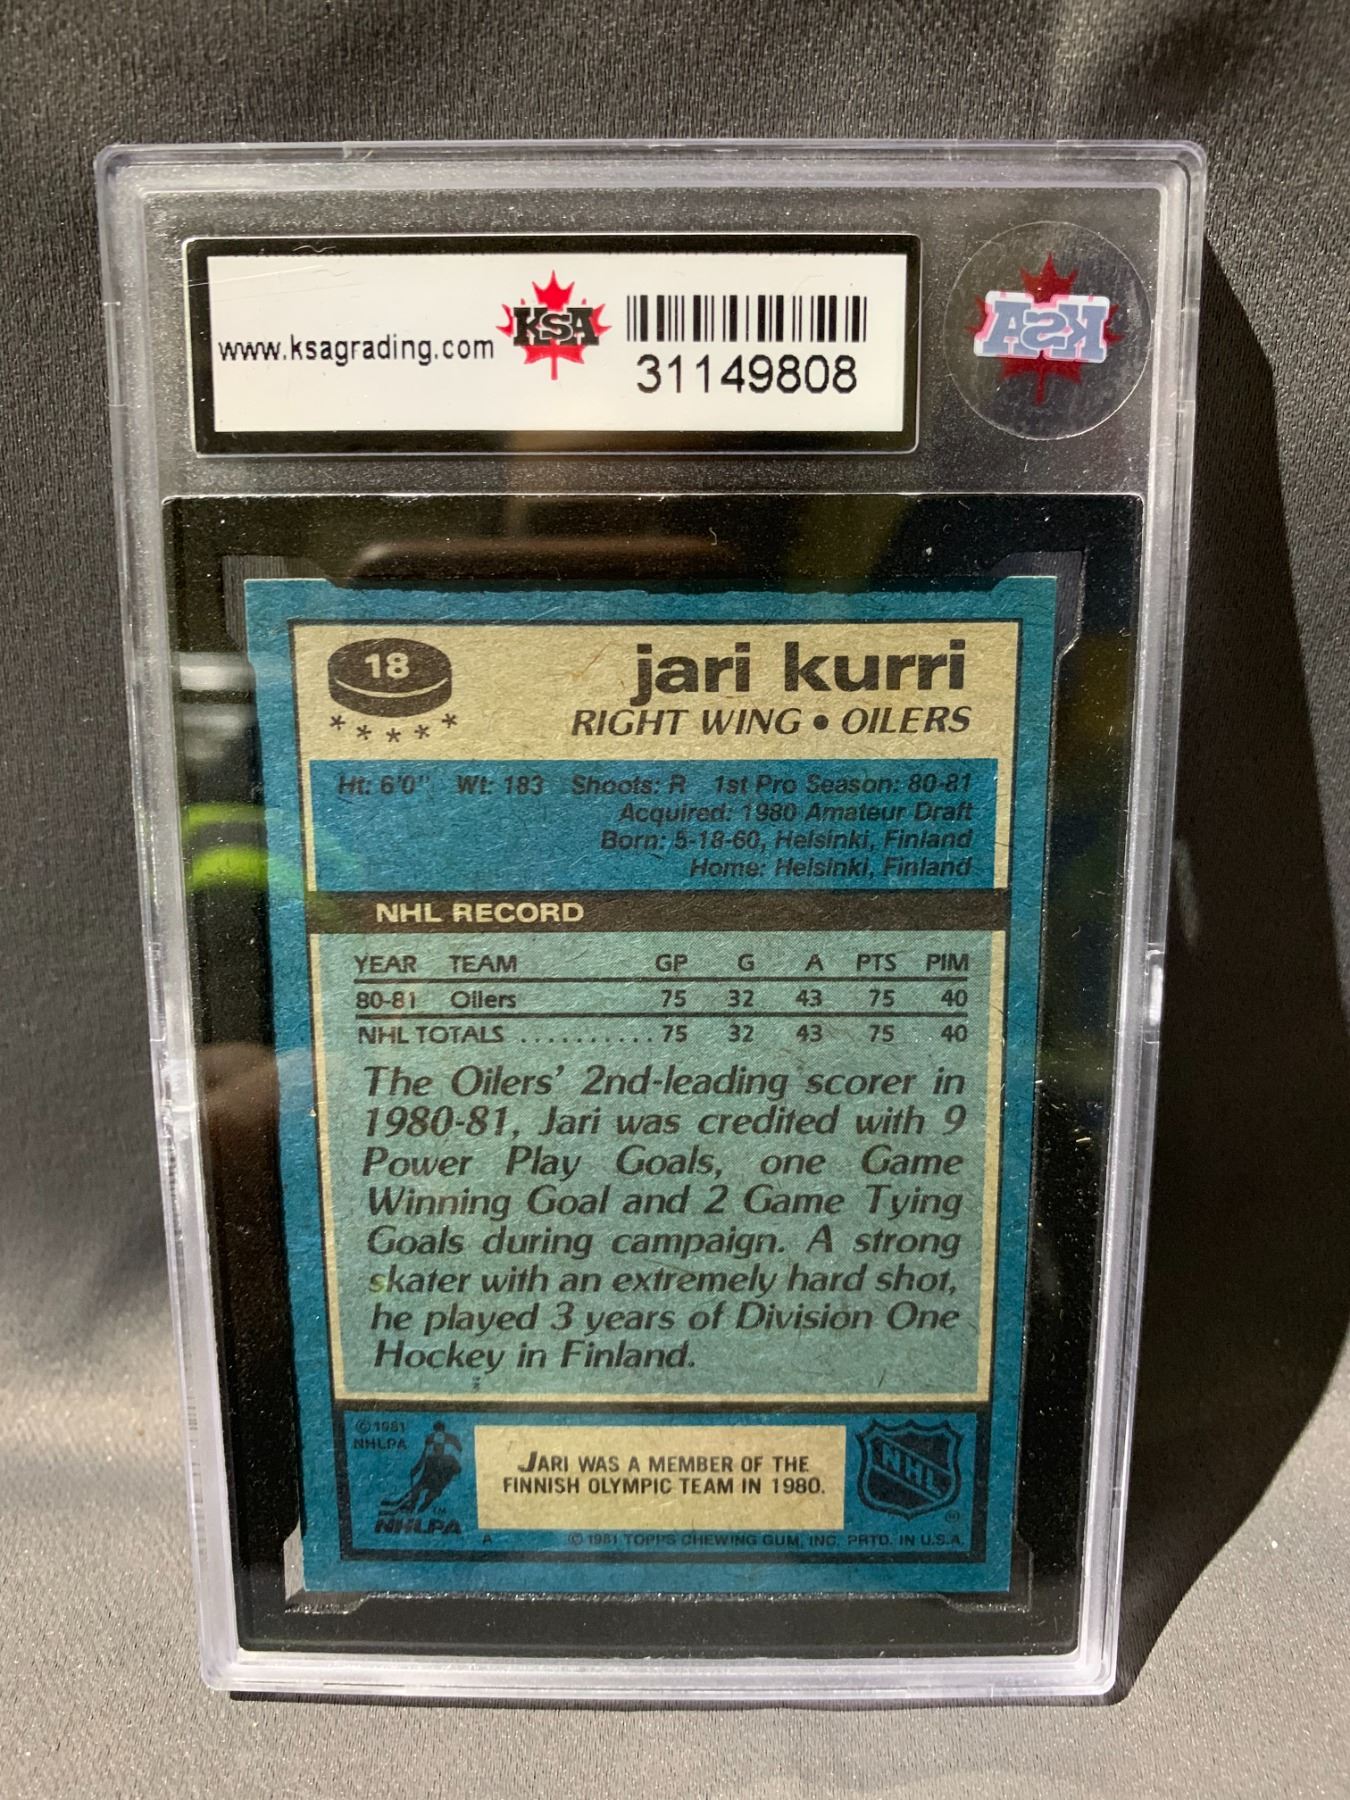 www.ksagrading.com KSA 31149808
KSA
18
jari kurri
RIGHT WING • OILERS
Ht: 6'0" Wt: 183 Shoots: R 1st Pro Season: 80-81
Acquired: 1980 Amateur Draft
Born: 5-18-60, Helsinki, Finland
Home: Helsinki, Finland
NHL RECORD
YEAR TEAM GP G A PTS PIM
80-81 Oilers 75 32 43 75 40
NHL TOTALS .......... 75 32 43 75 40
The Oilers' 2nd-leading scorer in
1980-81, Jari was credited with 9
Power Play Goals, one Game
Winning Goal and 2 Game Tying
Goals during campaign. A strong
skater with an extremely hard shot,
he played 3 years of Division One
Hockey in Finland.
© 1981
NHLPA
NHLPA
™
JARI WAS A MEMBER OF THE
FINNISH OLYMPIC TEAM IN 1980.
NHL
®
A © 1981 TOPPS CHEWING GUM, INC. PRTD. IN U.S.A.